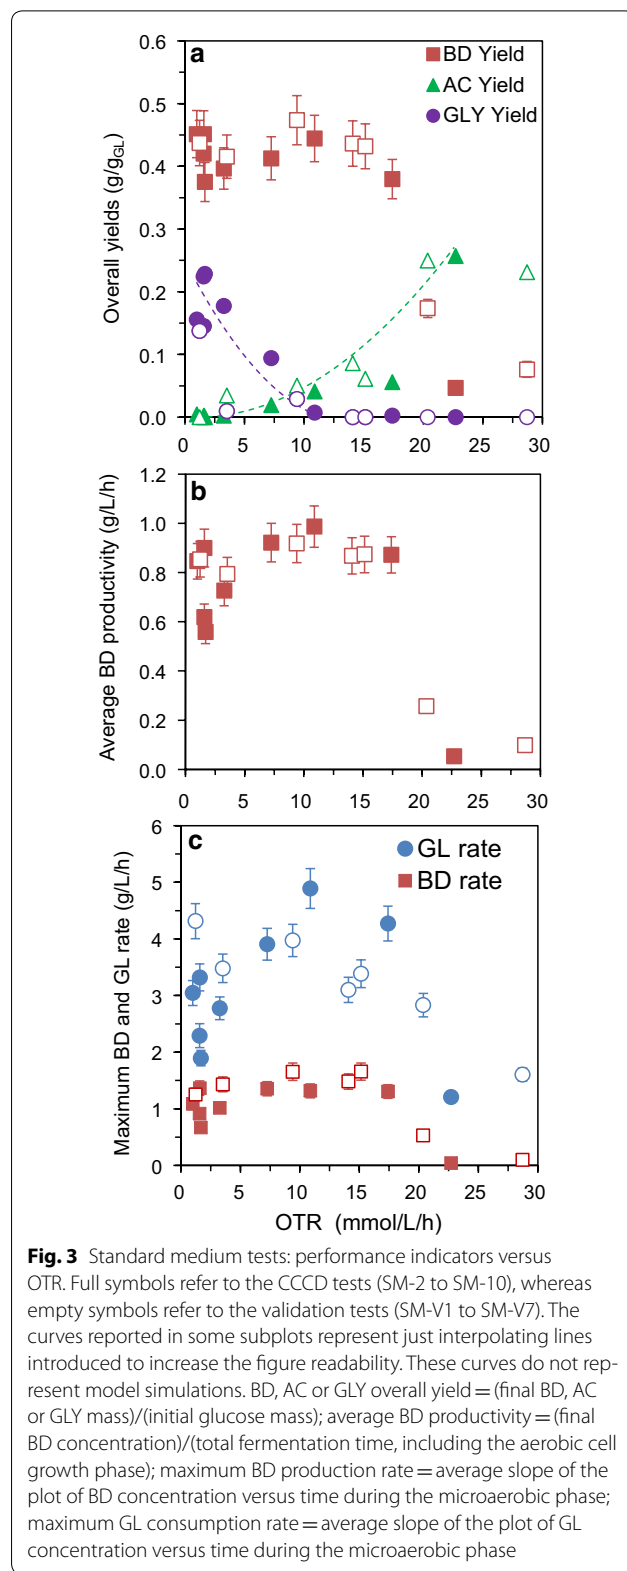 a
BD Yield
AC Yield
GLY Yield
Overall yields (g/gGL)
0.6
0.5
0.4
0.3
0.2
0.1
0.0
0 5 10 15 20 25 30
b
Average BD productivity (g/L/h)
1.2
1.0
0.8
0.6
0.4
0.2
0.0
0 5 10 15 20 25 30
c
GL rate
BD rate
Maximum BD and GL rate (g/L/h)
6
5
4
3
2
1
0
0 5 10 15 20 25 30
OTR (mmol/L/h)
Fig. 3 Standard medium tests: performance indicators versus
OTR. Full symbols refer to the CCCD tests (SM-2 to SM-10), whereas
empty symbols refer to the validation tests (SM-V1 to SM-V7). The
curves reported in some subplots represent just interpolating lines
introduced to increase the figure readability. These curves do not rep-
resent model simulations. BD, AC or GLY overall yield = (final BD, AC
or GLY mass)/(initial glucose mass); average BD productivity = (final
BD concentration)/(total fermentation time, including the aerobic cell
growth phase); maximum BD production rate = average slope of the
plot of BD concentration versus time during the microaerobic phase;
maximum GL consumption rate = average slope of the plot of GL
concentration versus time during the microaerobic phase